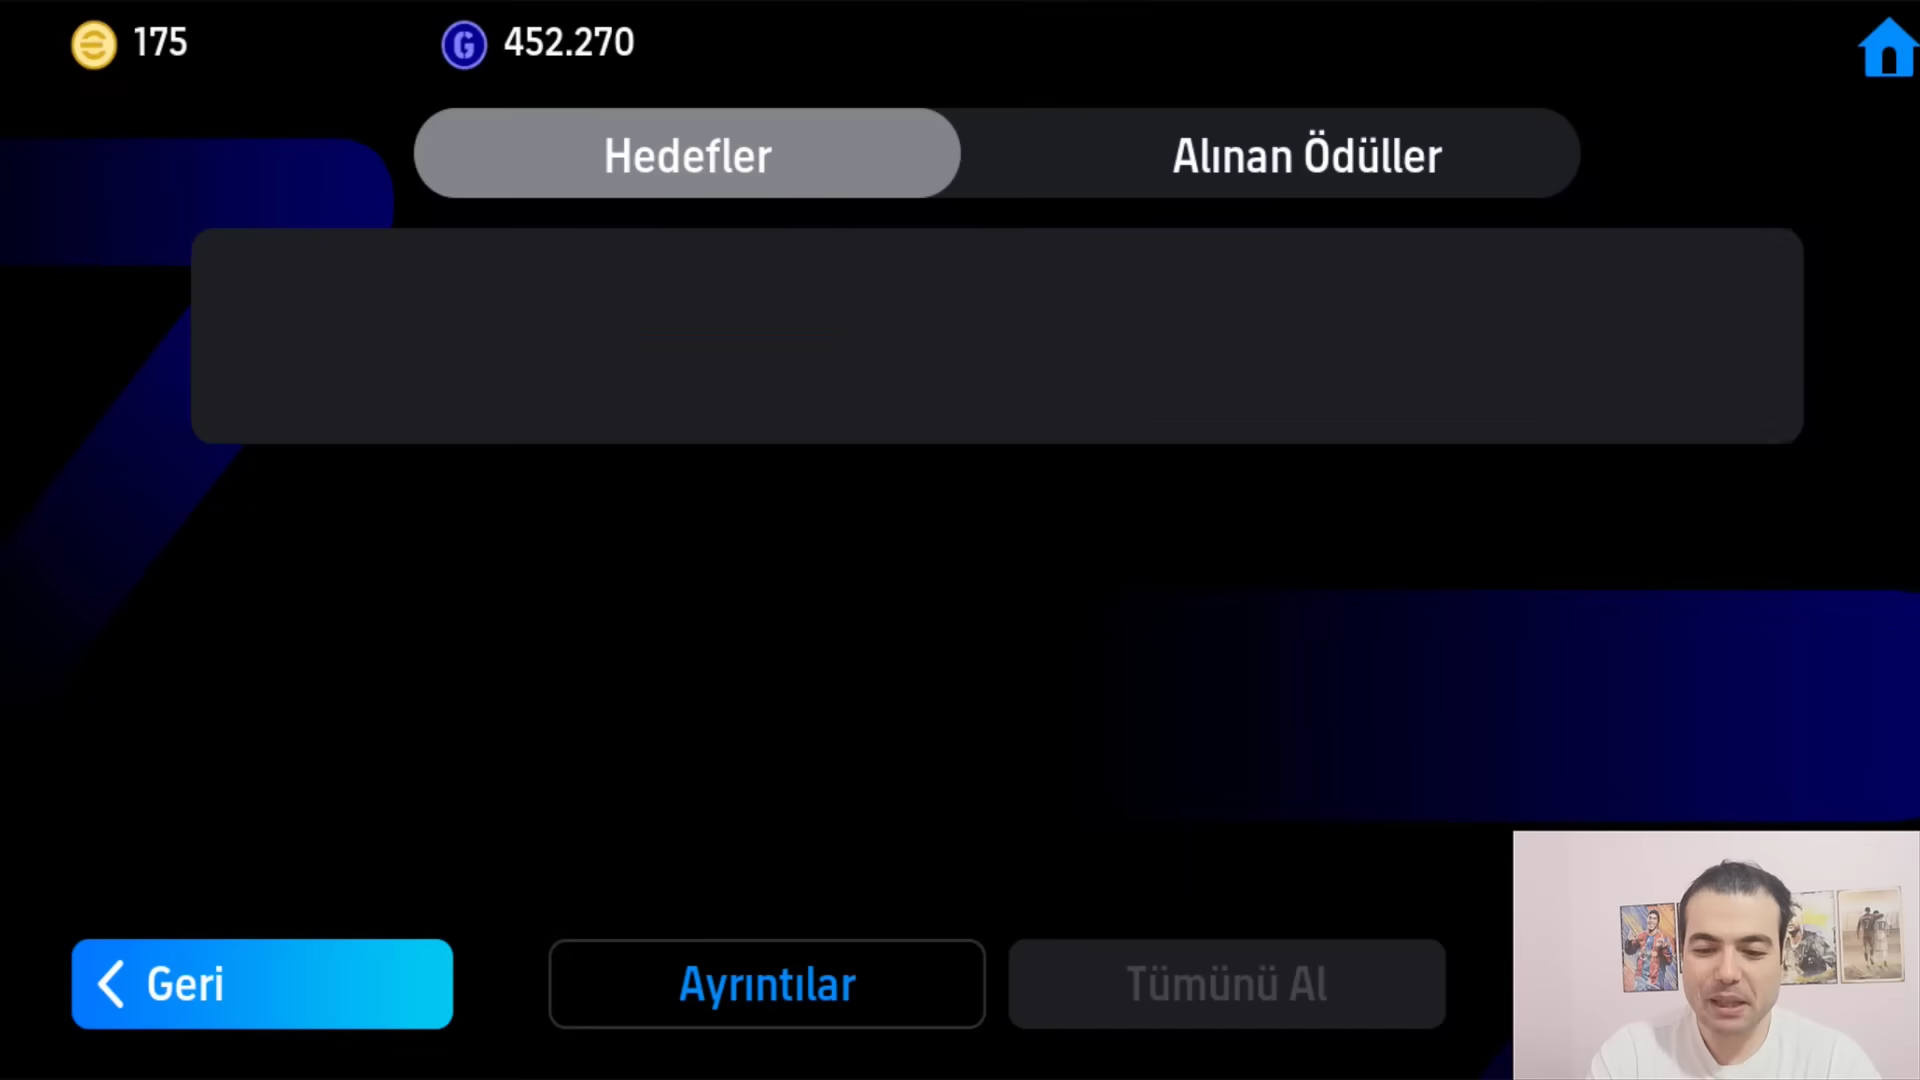 175
452.270
Hedefler
Alınan Ödüller
Geri
Ayrıntılar
Tümünü Al